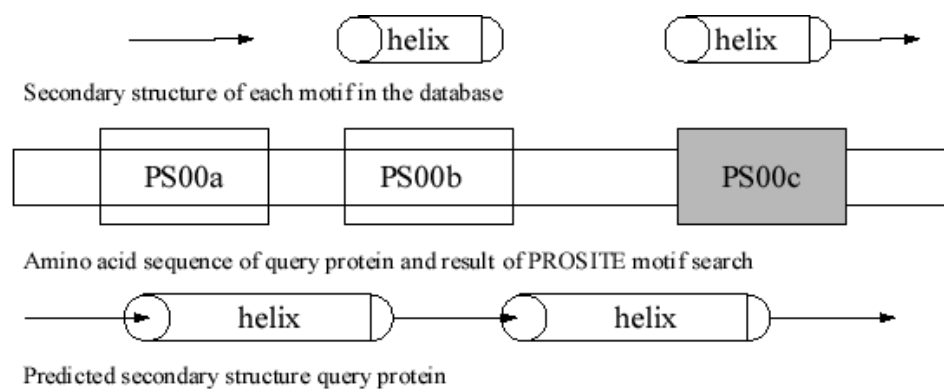 helix helix
Secondary structure of each motif in the database
PS00a PS00b PS00c
Amino acid sequence of query protein and result of PROSITE motif search
helix helix
Predicted secondary structure query protein